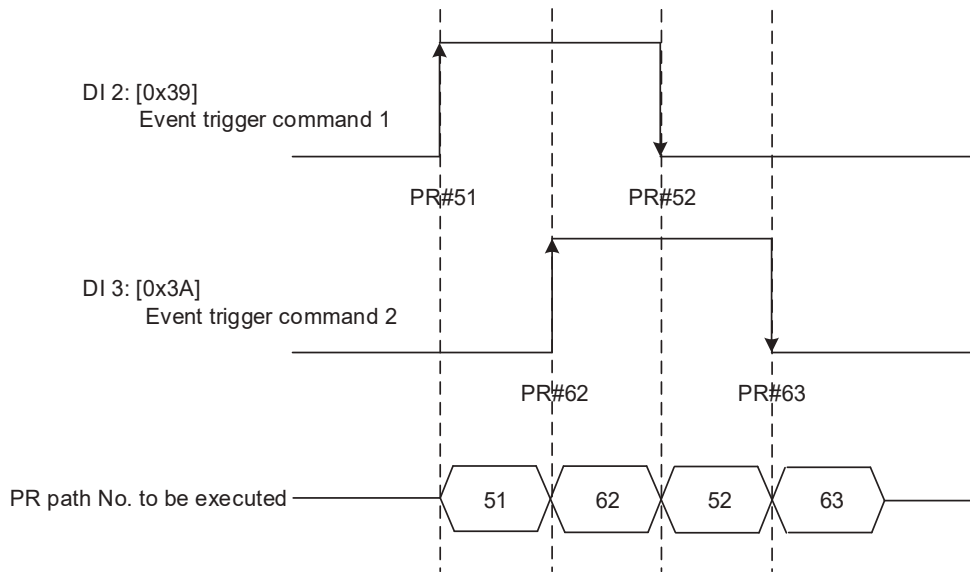 DI 2: [0x39]
Event trigger command 1
PR#51
PR#52
DI 3: [0x3A]
Event trigger command 2
PR#62
PR#63
PR path No. to be executed
51
62
52
63